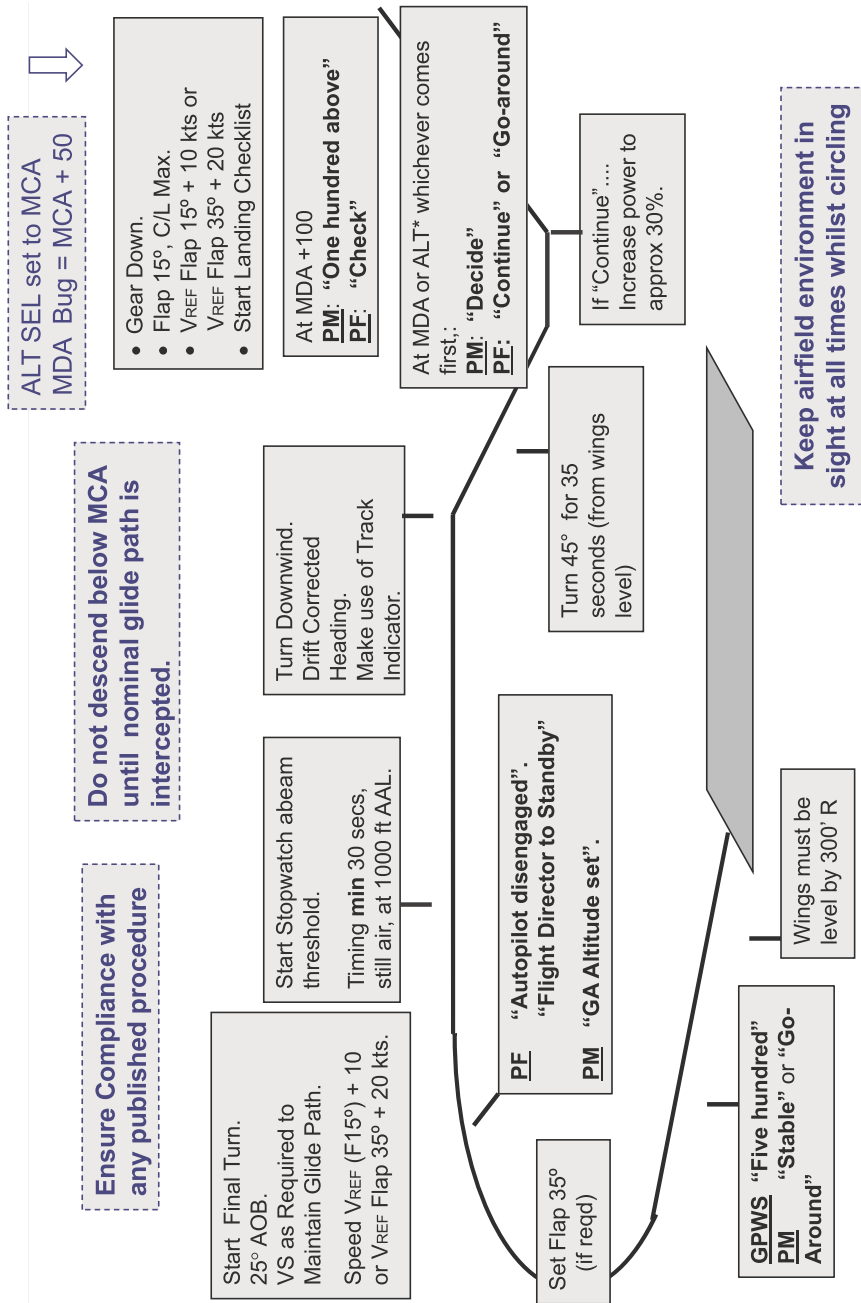 ALT SEL set to MCA
MDA Bug = MCA + 50
Do not descend below MCA
until nominal glide path is
intercepted.
Ensure Compliance with
any published procedure
• Gear Down.
• Flap 15º, C/L Max.
• VREF Flap 15º + 10 kts or
VREF Flap 35º + 20 kts
• Start Landing Checklist
At MDA +100
PM: “One hundred above”
PF: “Check”
At MDA or ALT* whichever comes
first,:
PM: “Decide”
PF: “Continue” or “Go-around”
If “Continue”....
Increase power to
approx 30%.
Turn 45° for 35
seconds (from wings
level)
Turn Downwind.
Drift Corrected
Heading.
Make use of Track
Indicator.
Start Stopwatch abeam
threshold.
Timing min 30 secs,
still air, at 1000 ft AAL.
Start Final Turn.
25° AOB.
VS as Required to
Maintain Glide Path.
Speed VREF (F15º) + 10
or VREF Flap 35º + 20 kts.
PF “Autopilot disengaged”.
“Flight Director to Standby”
PM “GA Altitude set”.
Set Flap 35º
(if reqd)
GPWS “Five hundred”
PM “Stable” or “Go-
Around”
Wings must be
level by 300’ R
Keep airfield environment in
sight at all times whilst circling